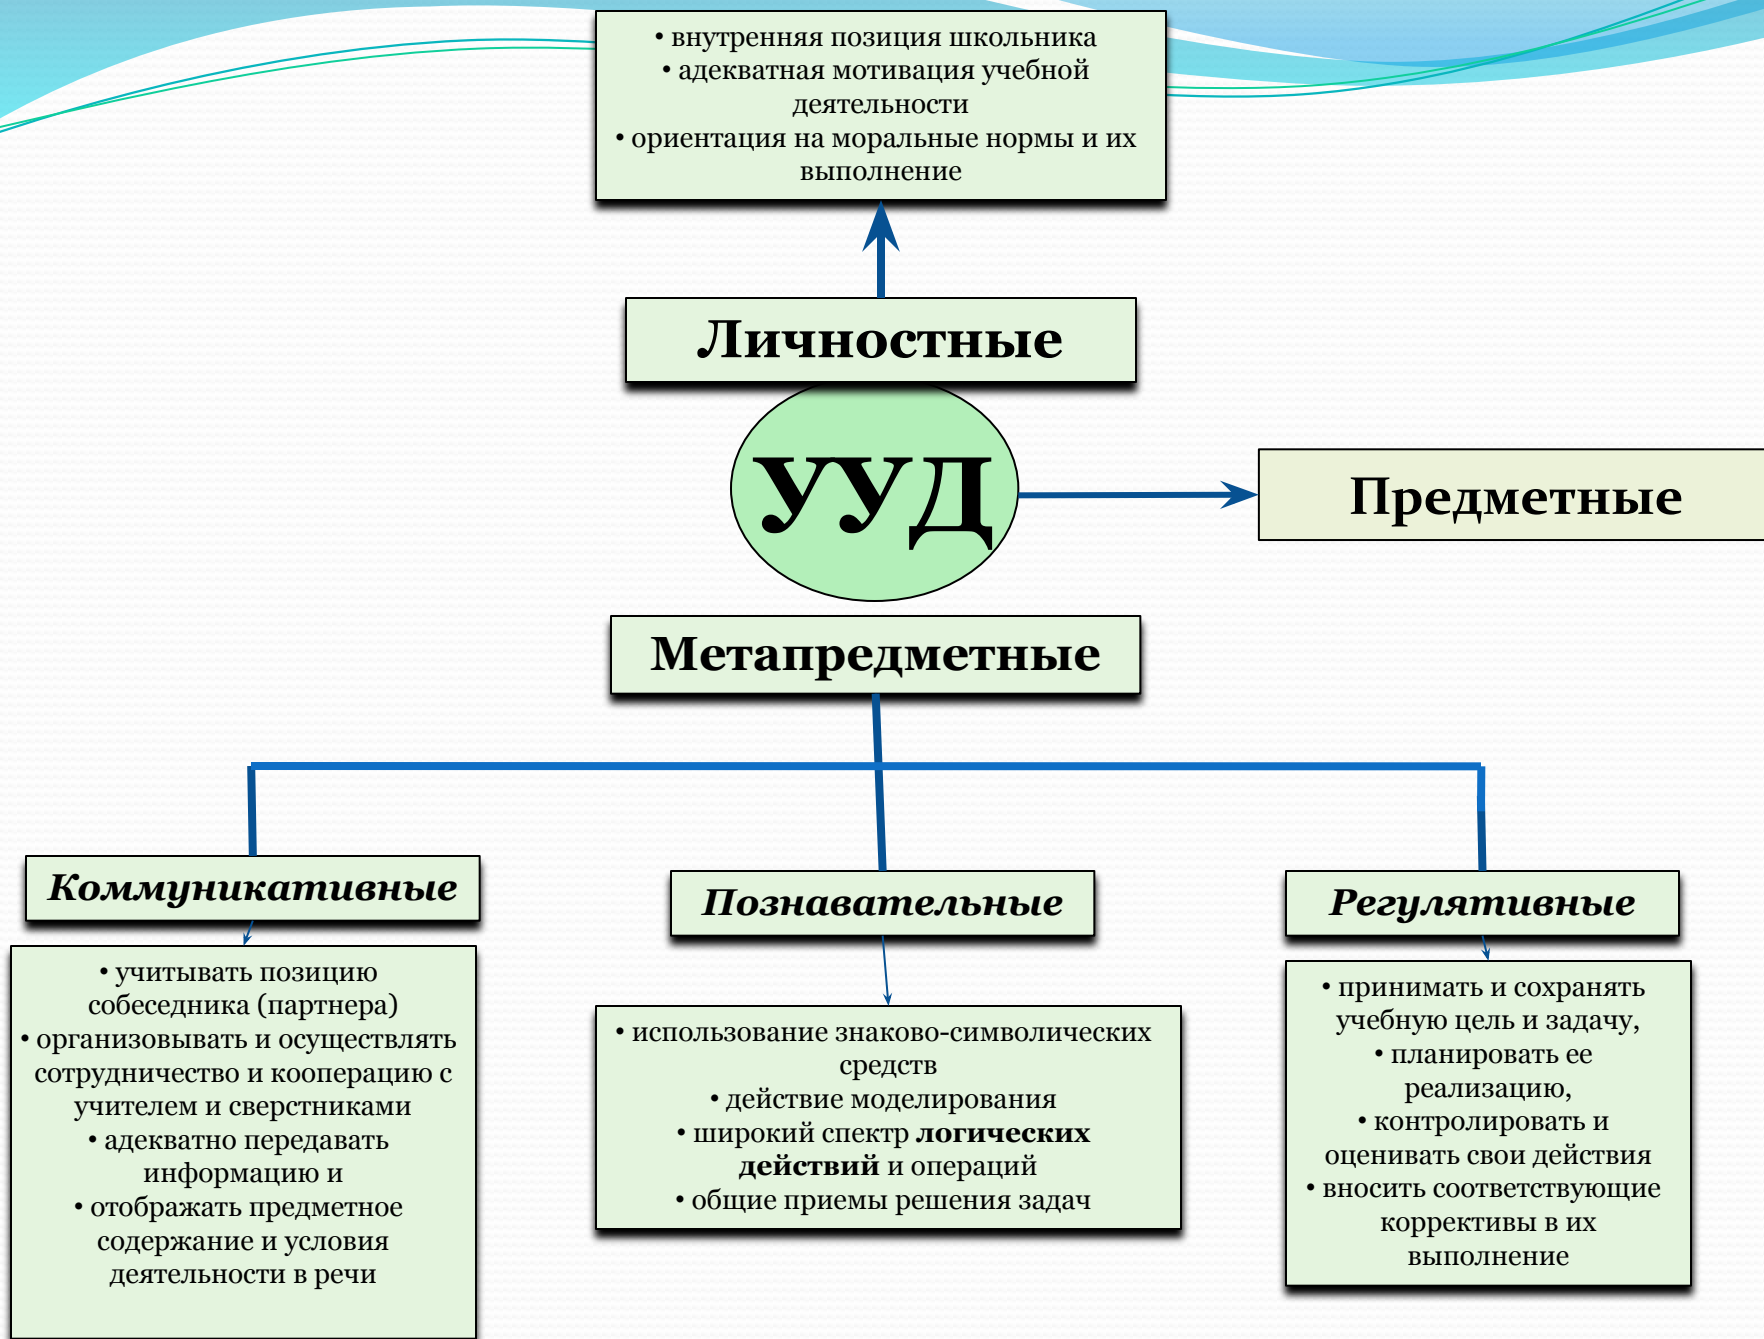 • внутренняя позиция школьника
• адекватная мотивация учебной
деятельности
• ориентация на моральные нормы и их
выполнение
Личностные
УУД
Предметные
Метапредметные
Коммуникативные
• учитывать позицию
собеседника (партнера)
• организовывать и осуществлять
сотрудничество и кооперацию с
учителем и сверстниками
• адекватно передавать
информацию и
• отображать предметное
содержание и условия
деятельности в речи
Познавательные
• использование знаково-символических
средств
• действие моделирования
• широкий спектр логических
действий и операций
• общие приемы решения задач
Регулятивные
• принимать и сохранять
учебную цель и задачу,
• планировать ее
реализацию,
• контролировать и
оценивать свои действия
• вносить соответствующие
коррективы в их
выполнение